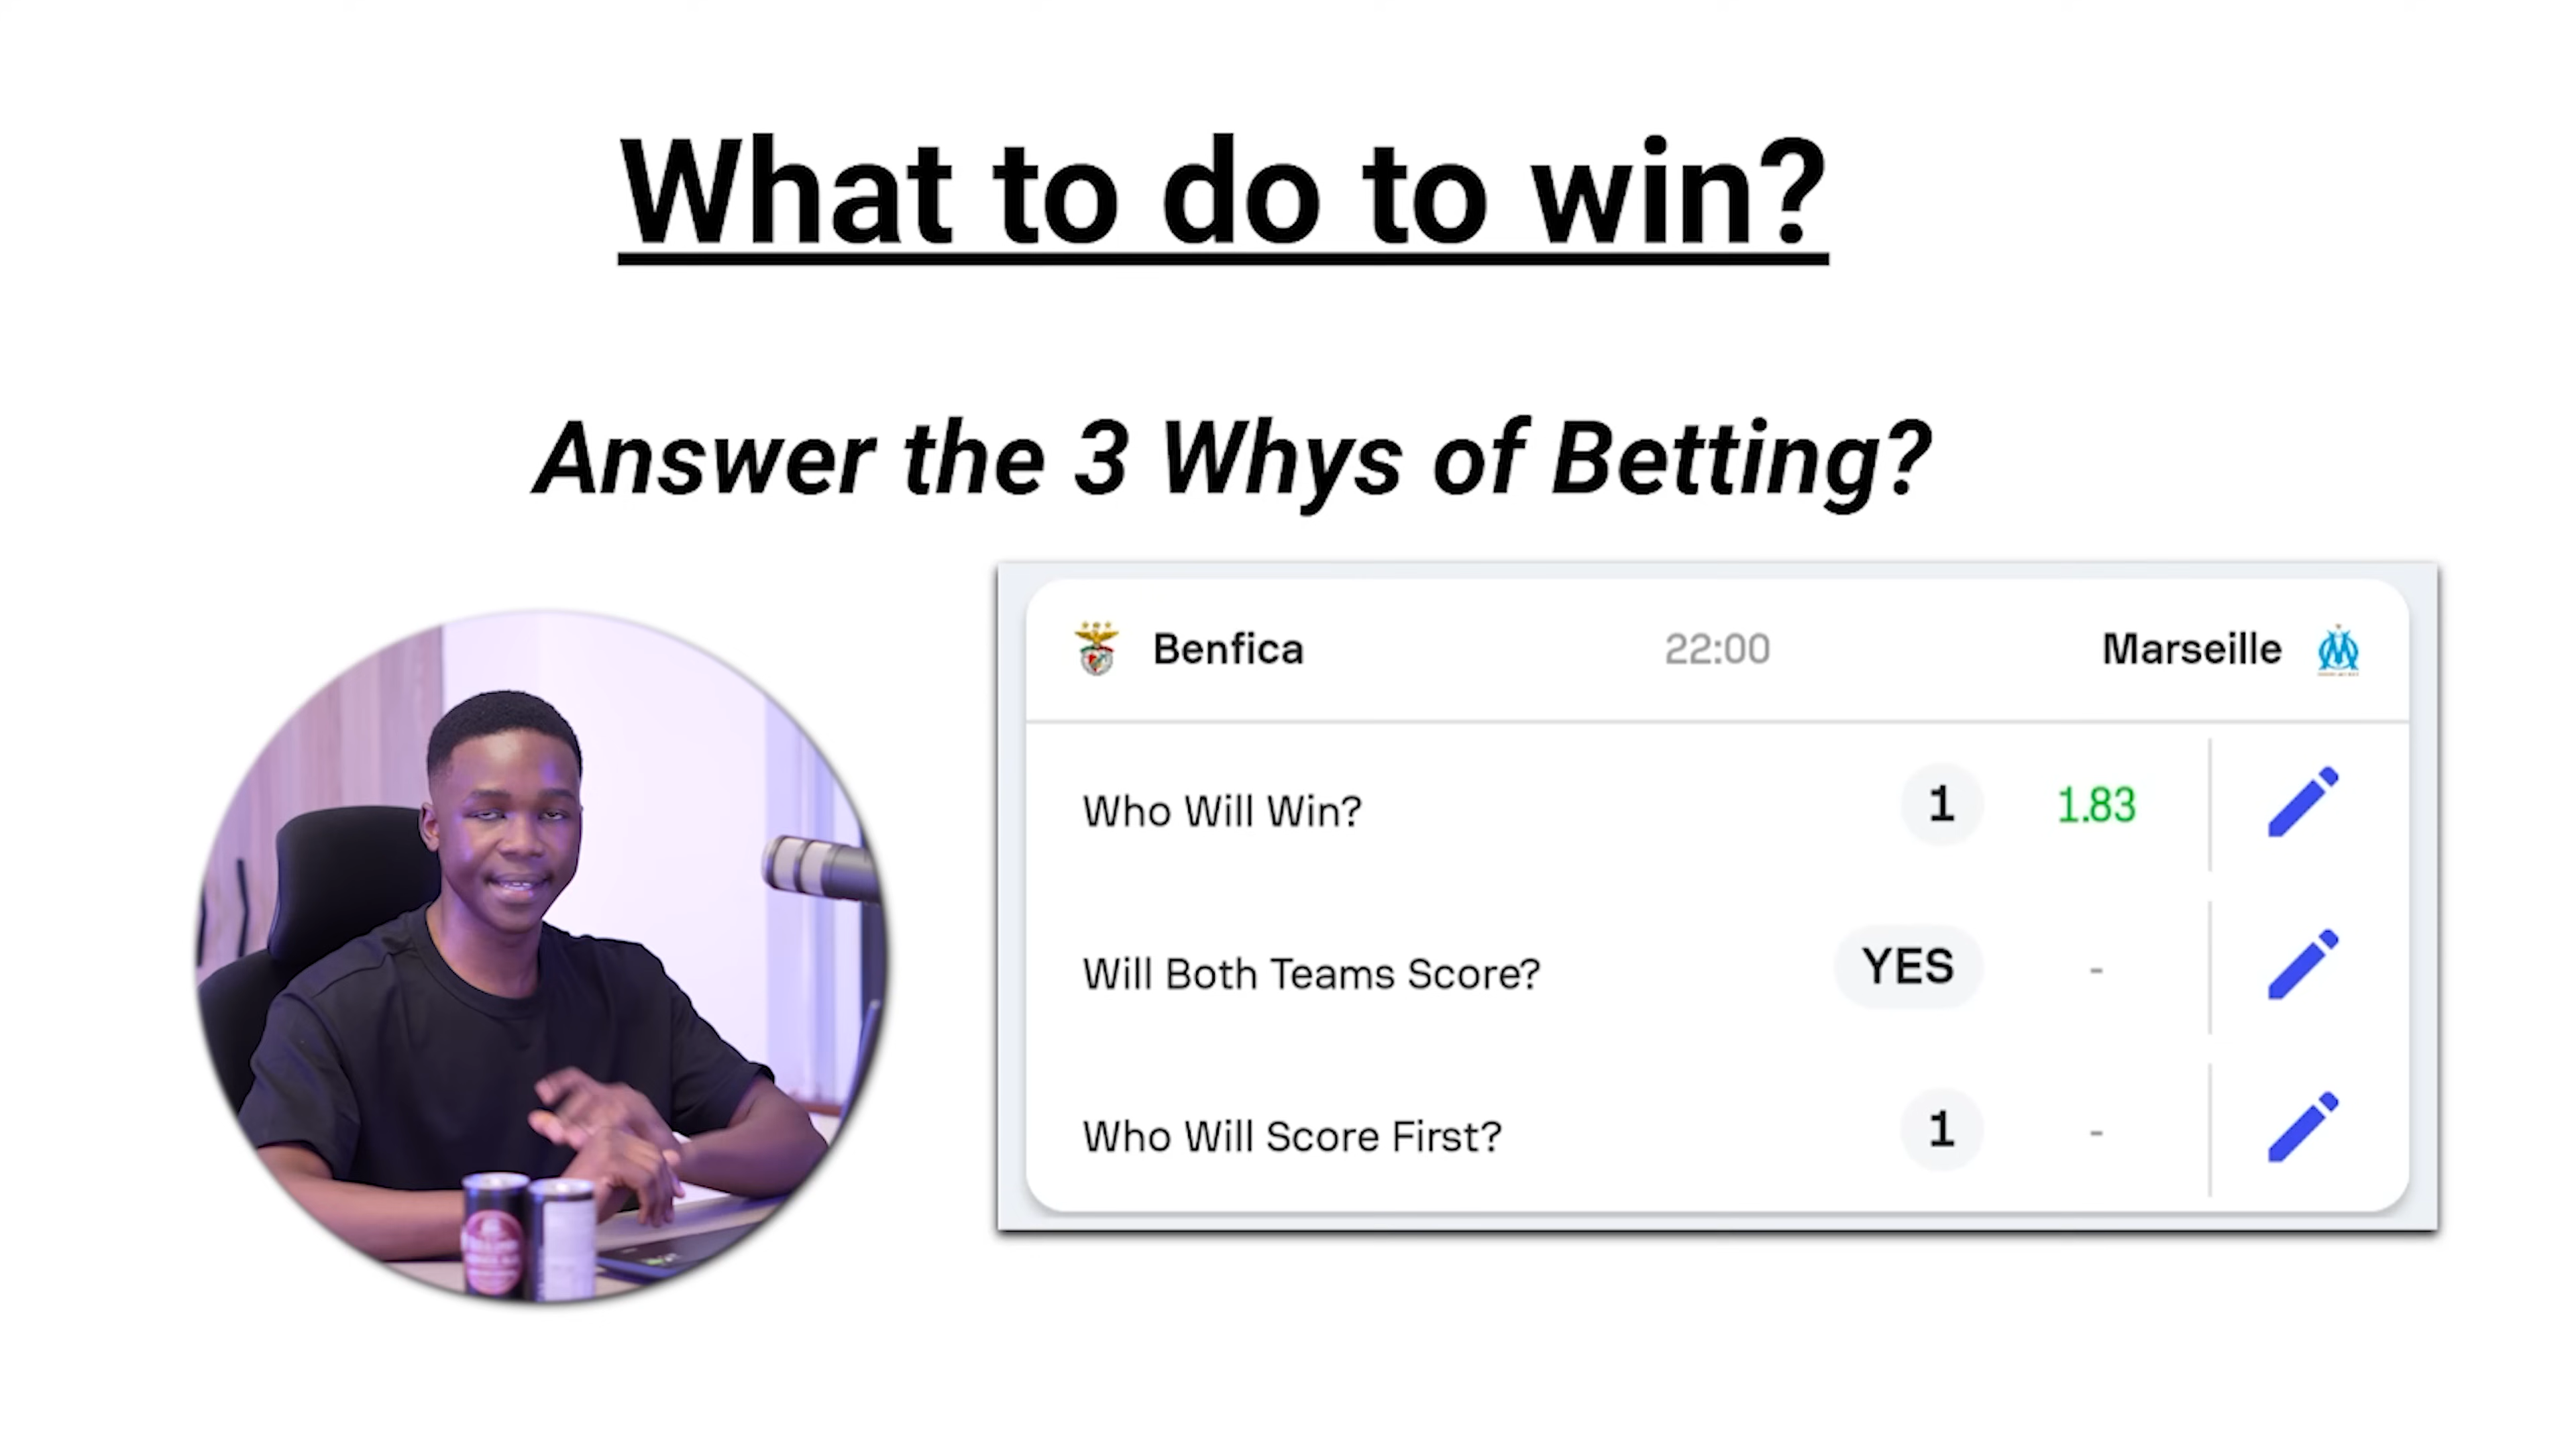 What to do to win?
Answer the 3 Whys of Betting?
Benfica 22:00 Marseille
Who Will Win? 1 1.83
Will Both Teams Score? YES -
Who Will Score First? 1 -